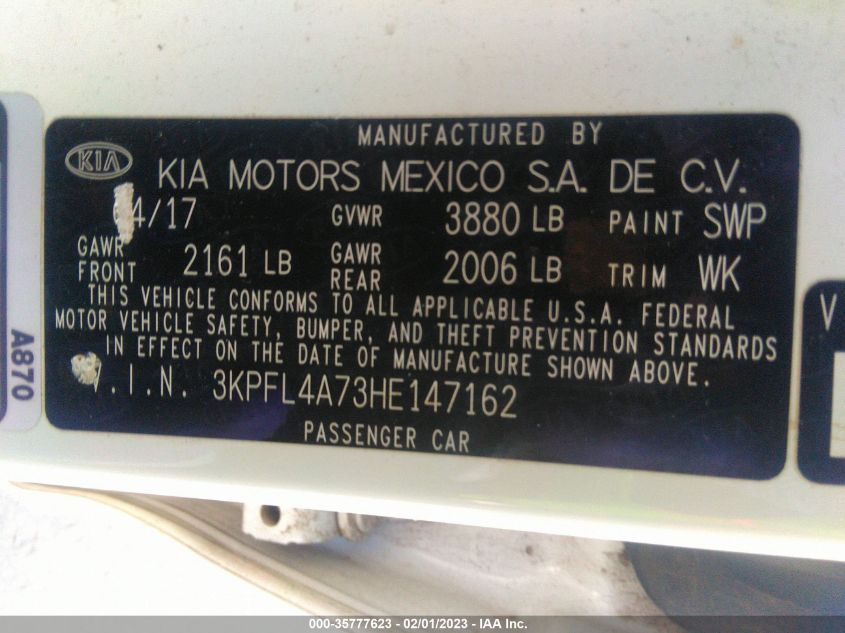 MANUFACTURED BY
KIA
KIA MOTORS MEXICO S.A. DE C.V.
4/17 GVWR 3880 LB PAINT SWP
GAWR FRONT 2161 LB GAWR REAR 2006 LB TRIM WK
THIS VEHICLE CONFORMS TO ALL APPLICABLE U.S.A. FEDERAL
MOTOR VEHICLE SAFETY, BUMPER, AND THEFT PREVENTION STANDARDS
IN EFFECT ON THE DATE OF MANUFACTURE SHOWN ABOVE.
V.I.N. 3KPFL4A73HE147162
PASSENGER CAR
A870
V
000-35777623 - 02/01/2023 - IAA Inc.